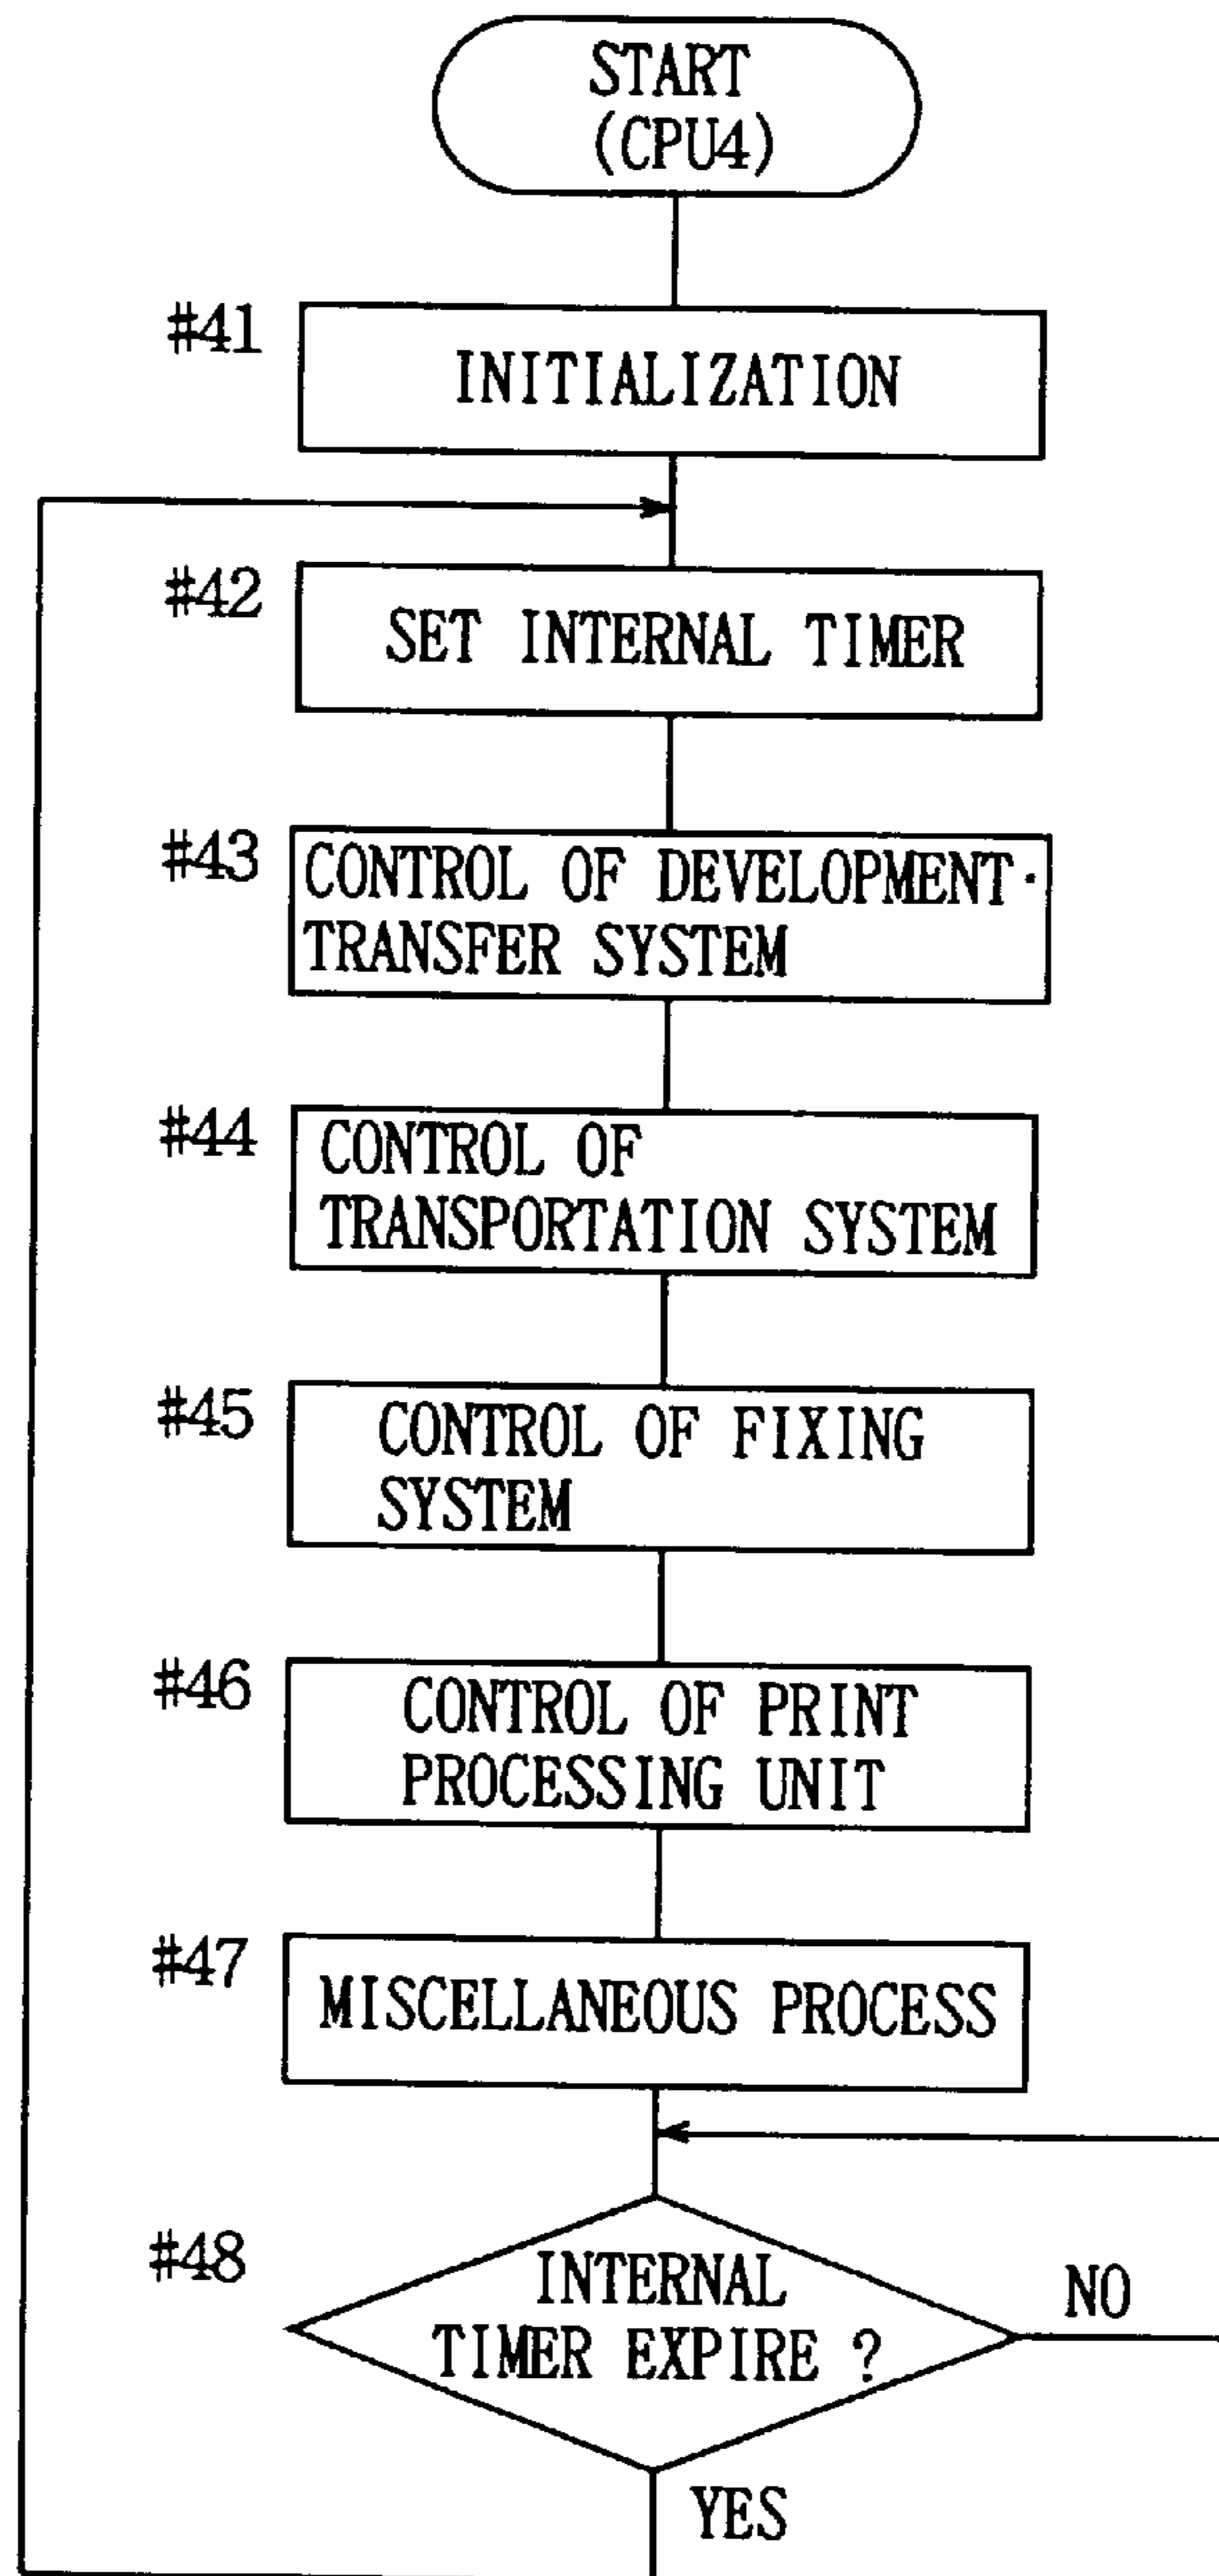 START
(CPU4)
#41
INITIALIZATION
#42
SET INTERNAL TIMER
#43
CONTROL OF DEVELOPMENT·
TRANSFER SYSTEM
#44
CONTROL OF
TRANSPORTATION SYSTEM
#45
CONTROL OF FIXING
SYSTEM
#46
CONTROL OF PRINT
PROCESSING UNIT
#47
MISCELLANEOUS PROCESS
#48
INTERNAL
TIMER EXPIRE ?
NO
YES